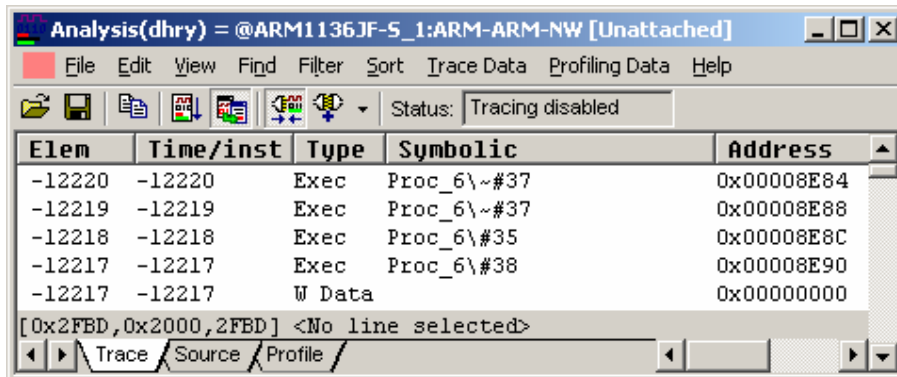 Analysis(dhry) = @ARM1136JF-S_1:ARM-ARM-NW [Unattached]
File Edit View Find Filter Sort Trace Data Profiling Data Help
Status: Tracing disabled
Elem Time/inst Type Symbolic Address
-12220 -12220 Exec Proc_6\~#37 0x00008E84
-12219 -12219 Exec Proc_6\~#37 0x00008E88
-12218 -12218 Exec Proc_6\#35 0x00008E8C
-12217 -12217 Exec Proc_6\#38 0x00008E90
-12217 -12217 W Data 0x00000000
[0x2FBD,0x2000,2FBD] <No line selected>
Trace Source Profile